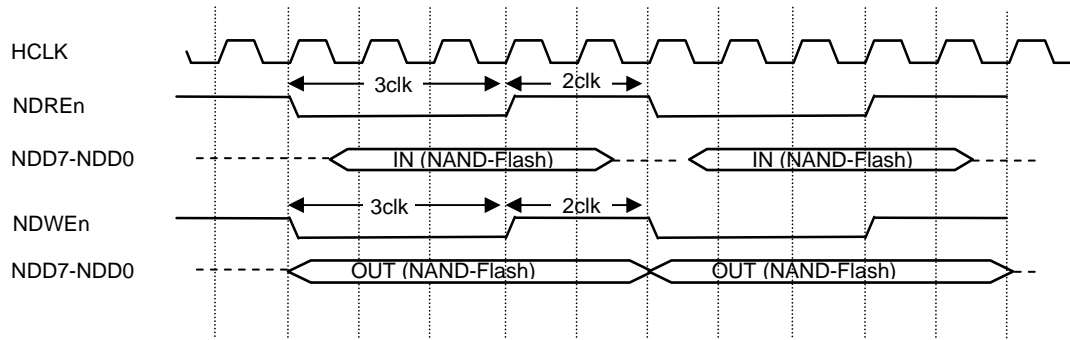 HCLK
3clk 2clk
NDREn
NDD7-NDD0 IN (NAND-Flash) IN (NAND-Flash)
3clk 2clk
NDWEn
NDD7-NDD0 OUT (NAND-Flash) OUT (NAND-Flash)